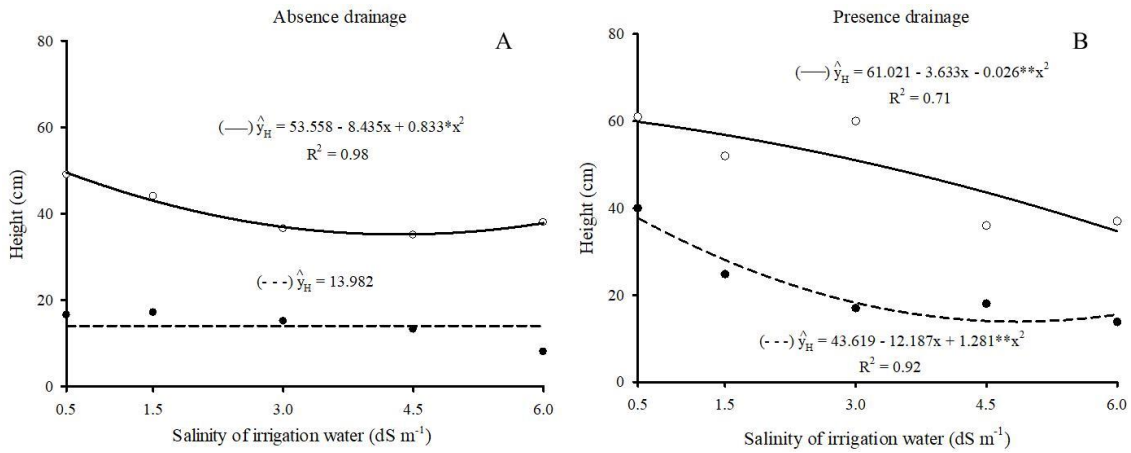 Absence drainage
A
80
60
40
20
0
Height (cm)
(—) ŷH = 53.558 - 8.435x + 0.833*x²
R² = 0.98
(- - -) ŷH = 13.982
0.5 1.5 3.0 4.5 6.0
Salinity of irrigation water (dS m⁻¹)
Presence drainage
B
80
60
40
20
0
Height (cm)
(—) ŷH = 61.021 - 3.633x - 0.026**x²
R² = 0.71
(- - -) ŷH = 43.619 - 12.187x + 1.281**x²
R² = 0.92
0.5 1.5 3.0 4.5 6.0
Salinity of irrigation water (dS m⁻¹)